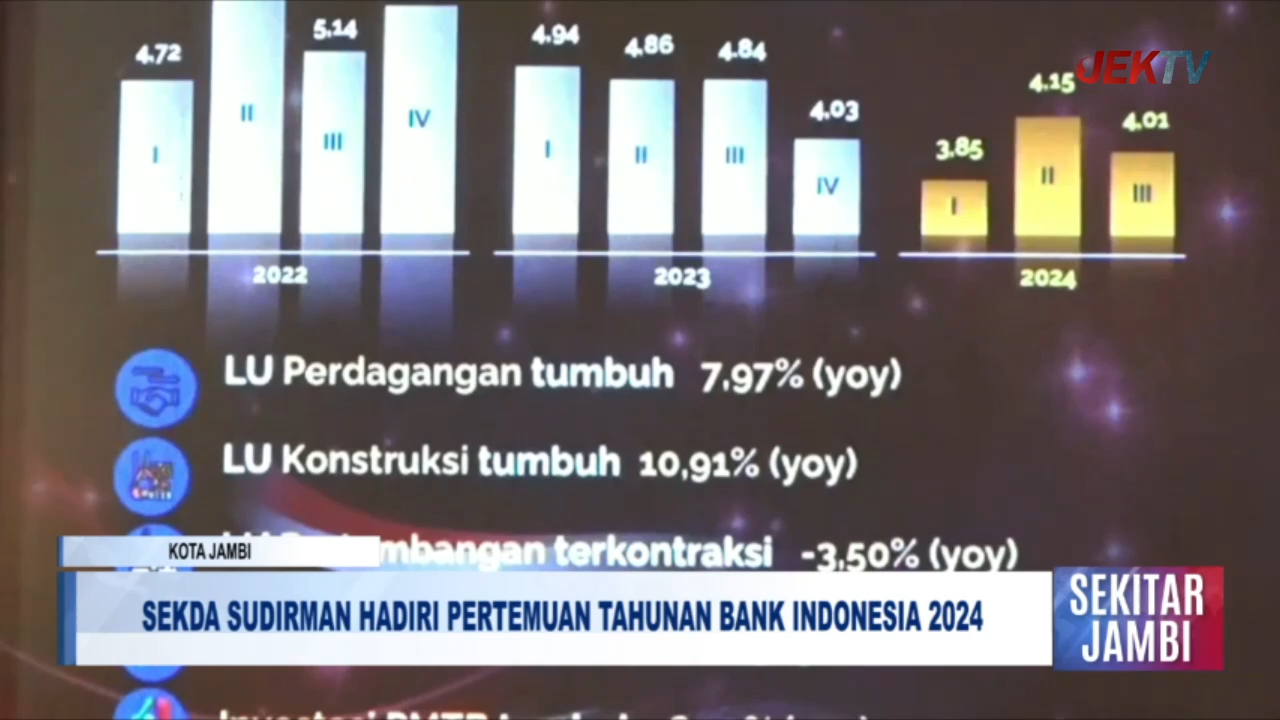 4,72
5,14
4,94
4,86
4,84
4,03
3,85
4,15
4,01
JEKTV
I
II
III
IV
I
II
III
IV
I
II
III
2022
2023
2024
LU Perdagangan tumbuh 7,97% (yoy)
LU Konstruksi tumbuh 10,91% (yoy)
terkontraksi -3,50% (yoy)
KOTA JAMBI
SEKDA SUDIRMAN HADIRI PERTEMUAN TAHUNAN BANK INDONESIA 2024
SEKITAR
JAMBI